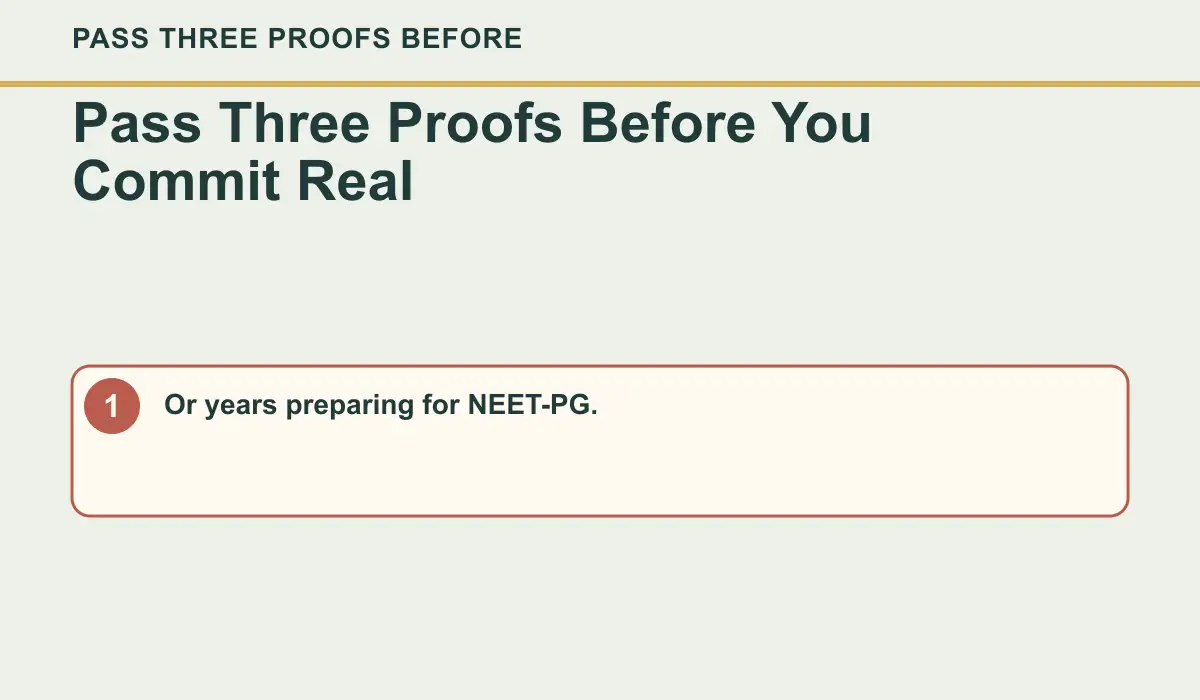 PASS THREE PROOFS BEFORE
Pass Three Proofs Before You
Commit Real
1
Or years preparing for NEET-PG.